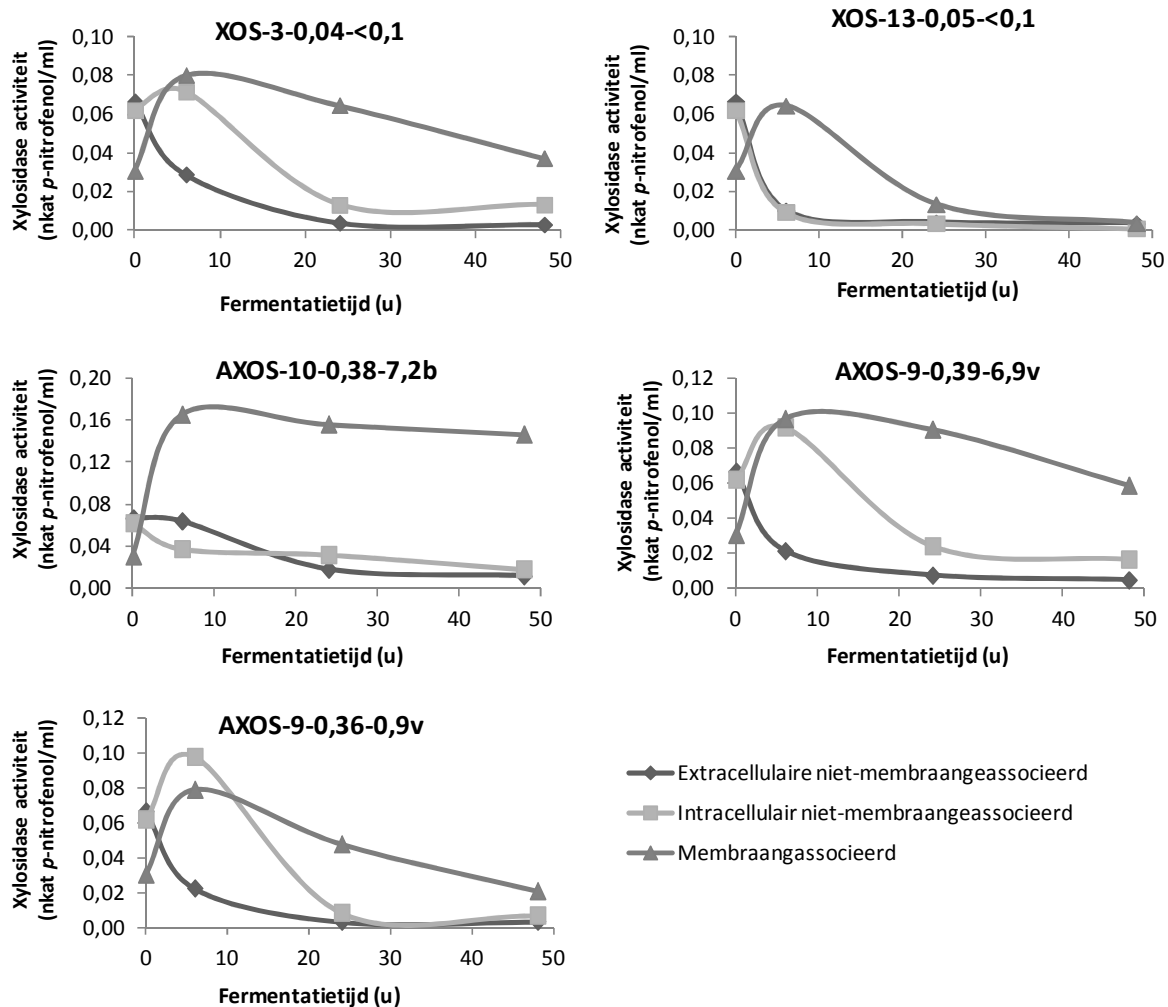 XOS-3-0,04-<0,1
Xylosidase activiteit
(nkat p-nitrofenol/ml)
0,10
0,08
0,06
0,04
0,02
0,00
0 10 20 30 40 50
Fermentatietijd (u)
XOS-13-0,05-<0,1
Xylosidase activiteit
(nkat p-nitrofenol/ml)
0,10
0,08
0,06
0,04
0,02
0,00
0 10 20 30 40 50
Fermentatietijd (u)
AXOS-10-0,38-7,2b
Xylosidase activiteit
(nkat p-nitrofenol/ml)
0,20
0,16
0,12
0,08
0,04
0,00
0 10 20 30 40 50
Fermentatietijd (u)
AXOS-9-0,39-6,9v
Xylosidase activiteit
(nkat p-nitrofenol/ml)
0,12
0,10
0,08
0,06
0,04
0,02
0,00
0 10 20 30 40 50
Fermentatietijd (u)
AXOS-9-0,36-0,9v
Xylosidase activiteit
(nkat p-nitrofenol/ml)
0,12
0,10
0,08
0,06
0,04
0,02
0,00
0 10 20 30 40 50
Fermentatietijd (u)
Extracellulaire niet-membraangeassocieerd
Intracellulair niet-membraangeassocieerd
Membraangassocieerd